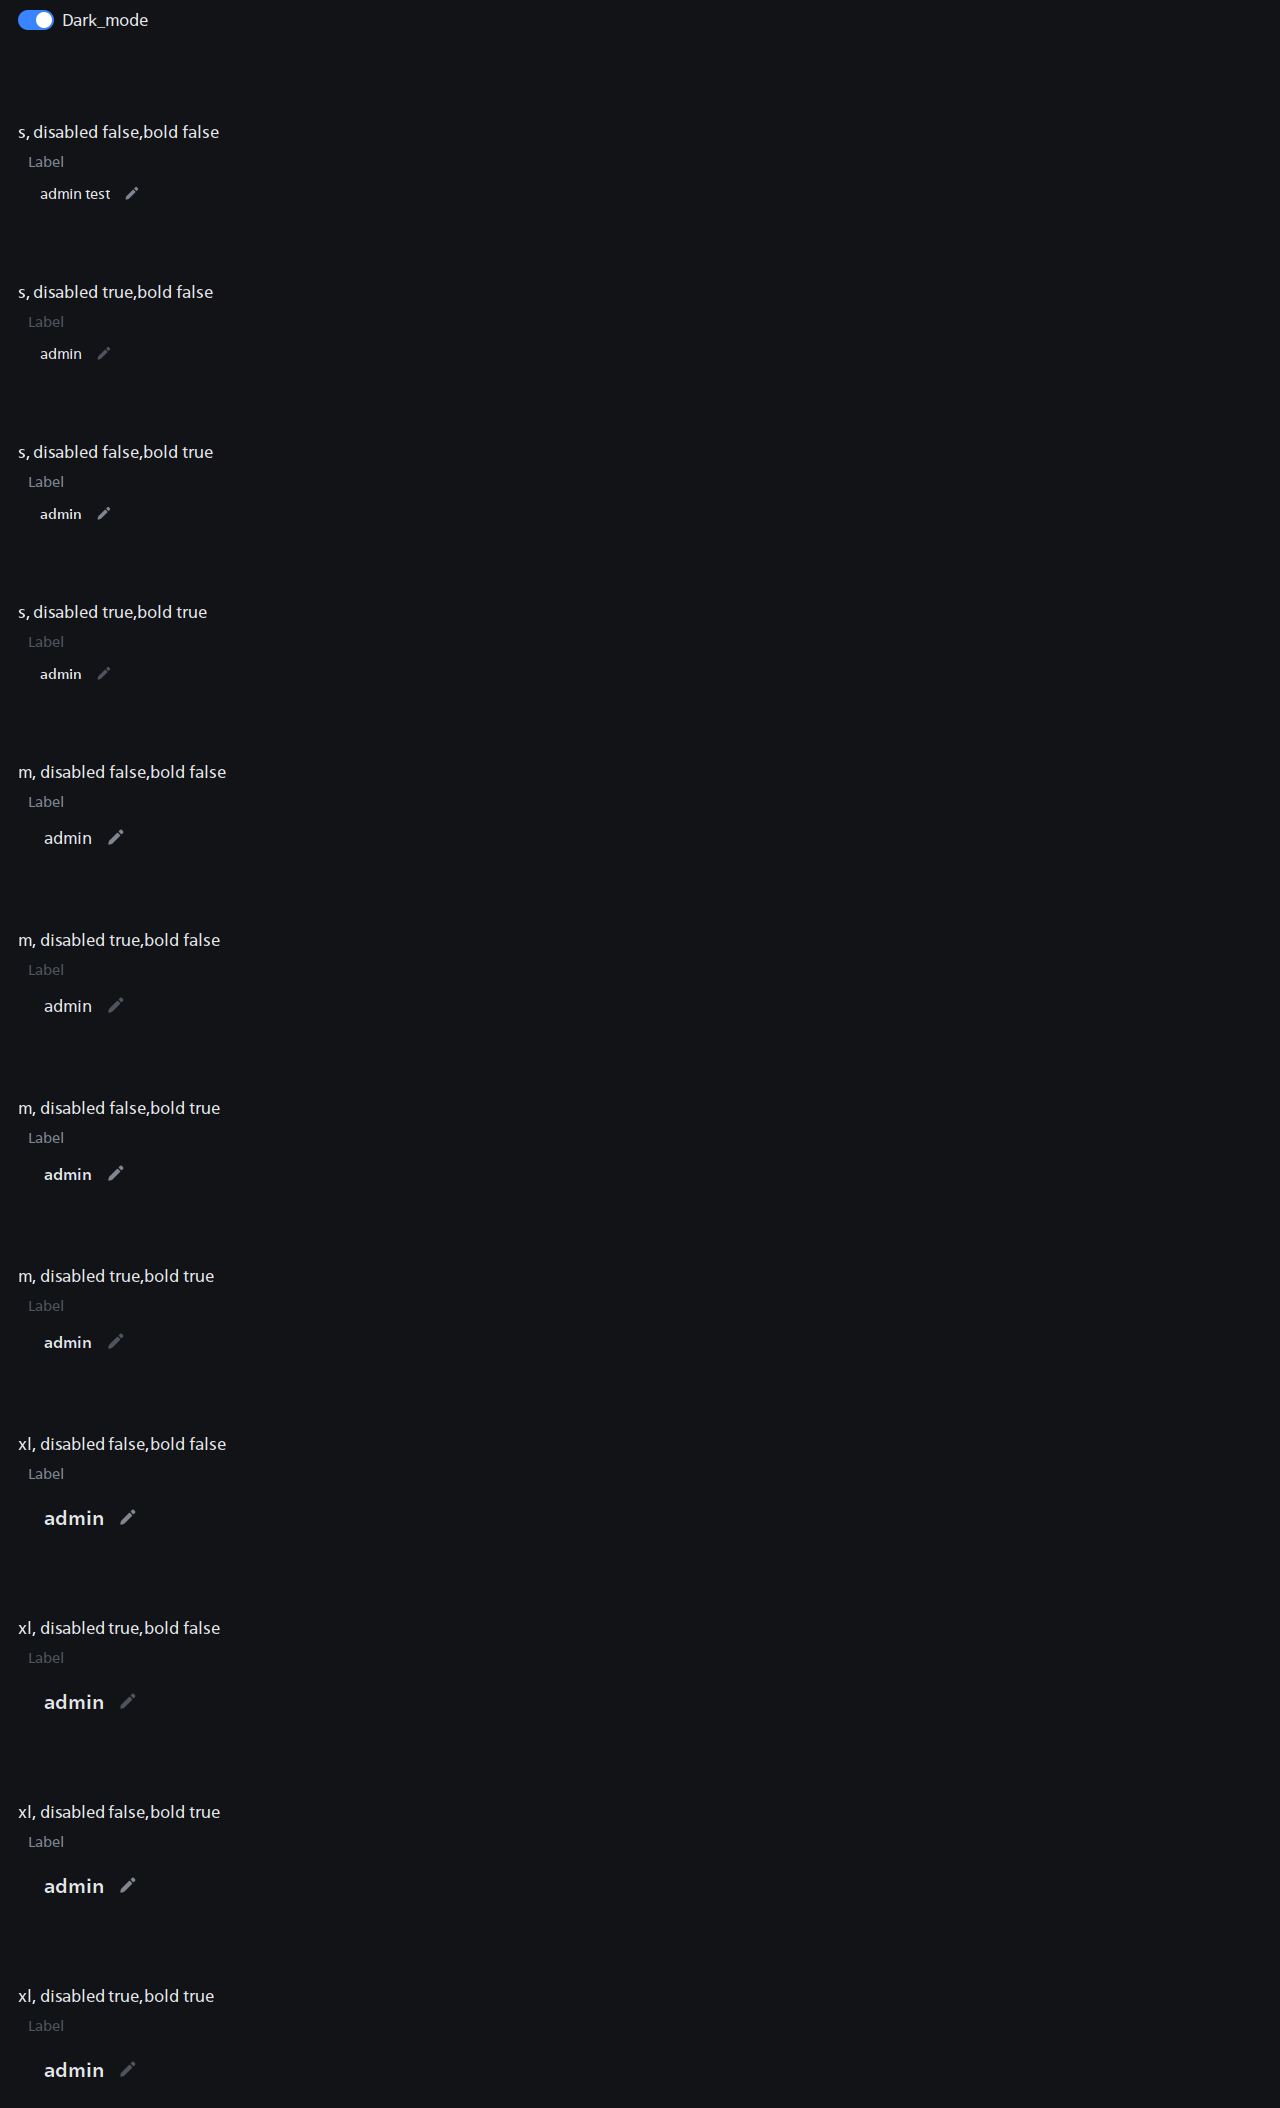 Dark_mode
s, disabled false,bold false
Label
admin test
s, disabled true,bold false
Label
admin
s, disabled false,bold true
Label
admin
s, disabled true,bold true
Label
admin
m, disabled false,bold false
Label
admin
m, disabled true,bold false
Label
admin
m, disabled false,bold true
Label
admin
m, disabled true,bold true
Label
admin
xl, disabled false,bold false
Label
admin
xl, disabled true,bold false
Label
admin
xl, disabled false,bold true
Label
admin
xl, disabled true,bold true
Label
admin